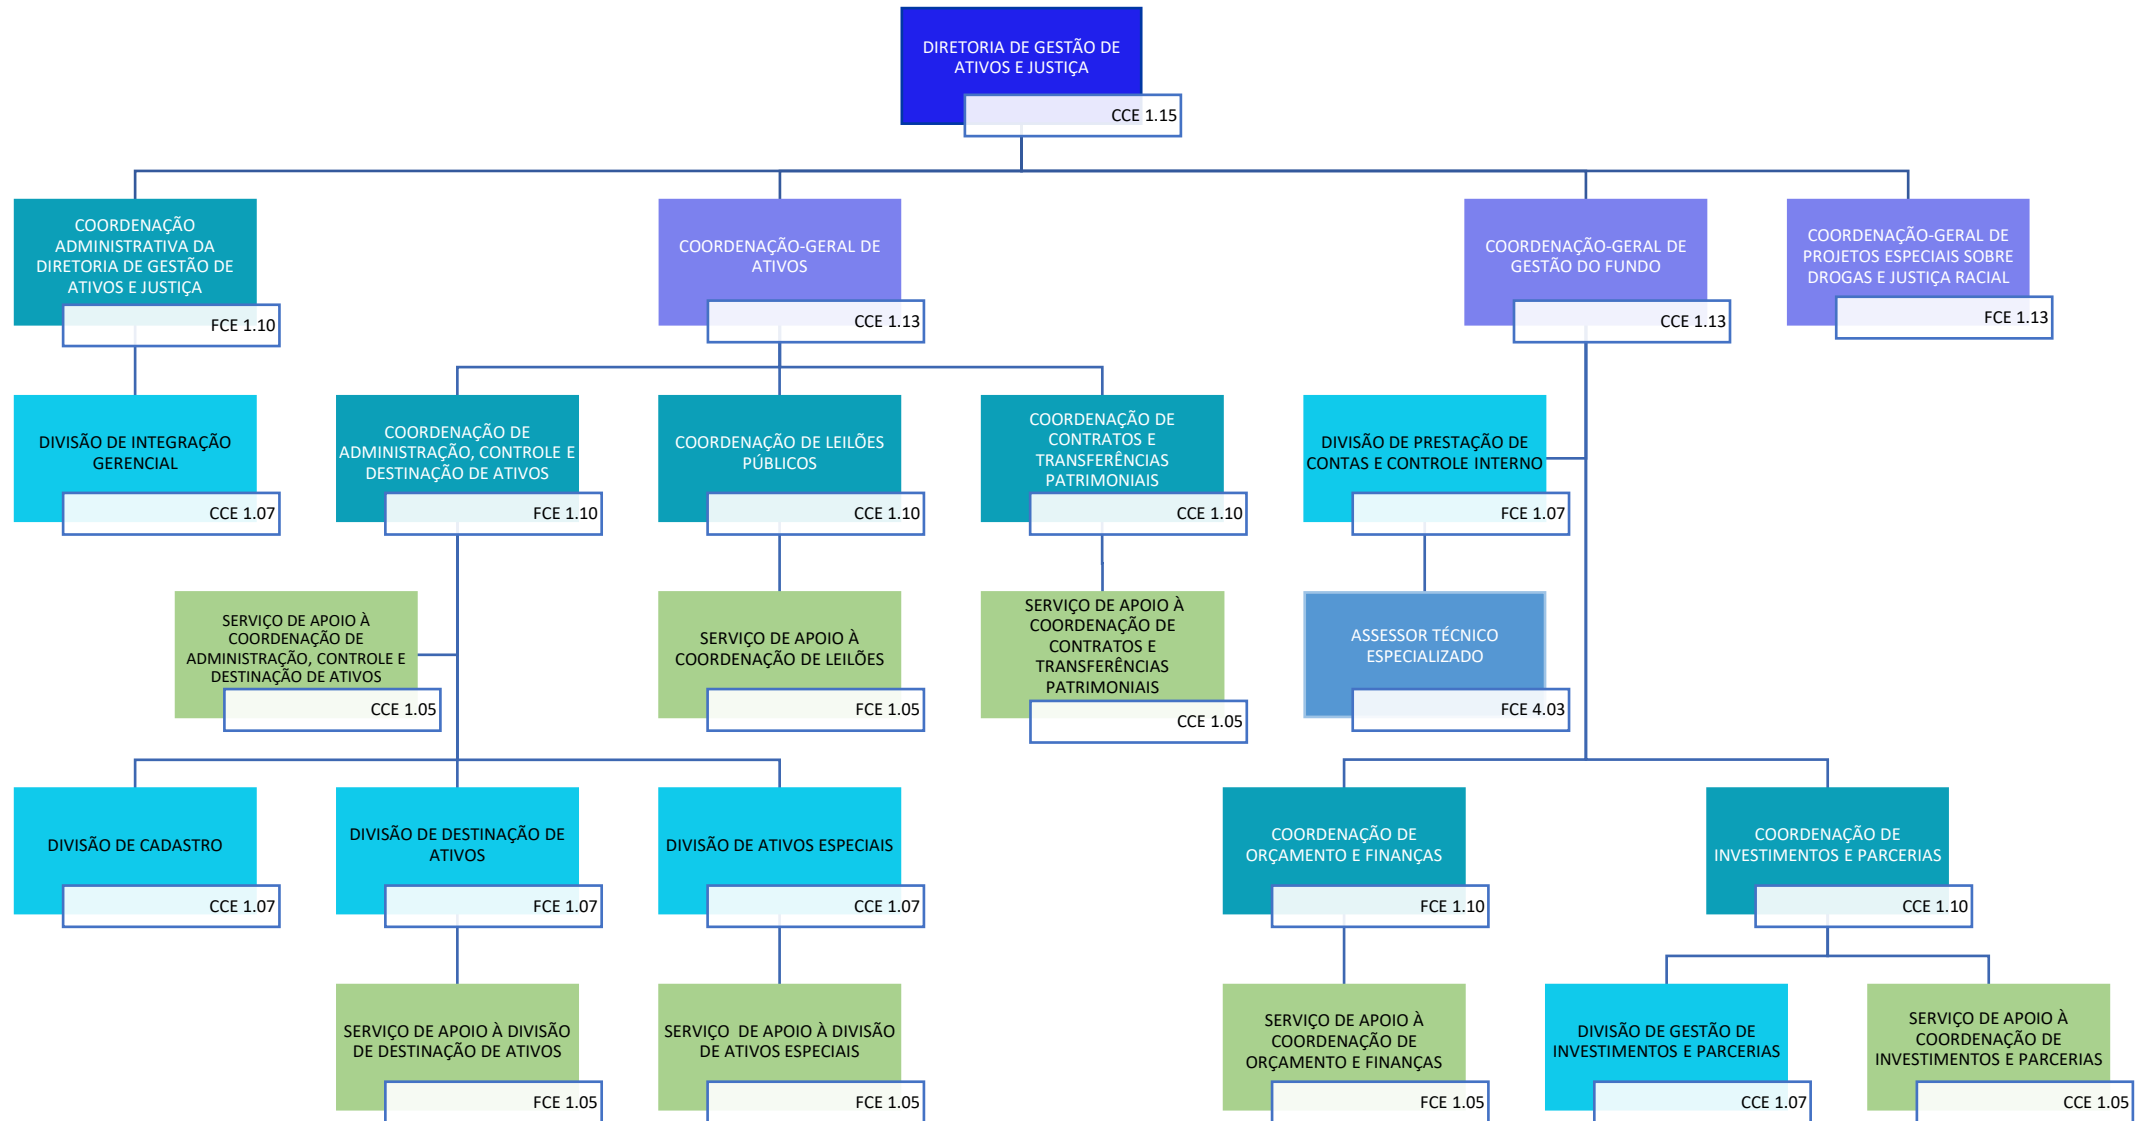 DIRETORIA DE GESTÃO DE
ATIVOS E JUSTIÇA
CCE 1.15
COORDENAÇÃO
ADMINISTRATIVA DA
DIRETORIA DE GESTÃO DE
ATIVOS E JUSTIÇA
FCE 1.10
COORDENAÇÃO-GERAL DE
ATIVOS
CCE 1.13
COORDENAÇÃO-GERAL DE
GESTÃO DO FUNDO
CCE 1.13
COORDENAÇÃO-GERAL DE
PROJETOS ESPECIAIS SOBRE
DROGAS E JUSTIÇA RACIAL
FCE 1.13
DIVISÃO DE INTEGRAÇÃO
GERENCIAL
CCE 1.07
COORDENAÇÃO DE
ADMINISTRAÇÃO, CONTROLE E
DESTINAÇÃO DE ATIVOS
FCE 1.10
COORDENAÇÃO DE LEILÕES
PÚBLICOS
CCE 1.10
COORDENAÇÃO DE
CONTRATOS E
TRANSFERÊNCIAS
PATRIMONIAIS
CCE 1.10
DIVISÃO DE PRESTAÇÃO DE
CONTAS E CONTROLE INTERNO
FCE 1.07
SERVIÇO DE APOIO À
COORDENAÇÃO DE
ADMINISTRAÇÃO, CONTROLE E
DESTINAÇÃO DE ATIVOS
CCE 1.05
SERVIÇO DE APOIO À
COORDENAÇÃO DE LEILÕES
FCE 1.05
SERVIÇO DE APOIO À
COORDENAÇÃO DE
CONTRATOS E
TRANSFERÊNCIAS
PATRIMONIAIS
CCE 1.05
ASSESSOR TÉCNICO
ESPECIALIZADO
FCE 4.03
DIVISÃO DE CADASTRO
CCE 1.07
DIVISÃO DE DESTINAÇÃO DE
ATIVOS
FCE 1.07
DIVISÃO DE ATIVOS ESPECIAIS
CCE 1.07
COORDENAÇÃO DE
ORÇAMENTO E FINANÇAS
FCE 1.10
COORDENAÇÃO DE
INVESTIMENTOS E PARCERIAS
CCE 1.10
SERVIÇO DE APOIO À DIVISÃO
DE DESTINAÇÃO DE ATIVOS
FCE 1.05
SERVIÇO DE APOIO À DIVISÃO
DE ATIVOS ESPECIAIS
FCE 1.05
SERVIÇO DE APOIO À
COORDENAÇÃO DE
ORÇAMENTO E FINANÇAS
FCE 1.05
DIVISÃO DE GESTÃO DE
INVESTIMENTOS E PARCERIAS
CCE 1.07
SERVIÇO DE APOIO À
COORDENAÇÃO DE
INVESTIMENTOS E PARCERIAS
CCE 1.05